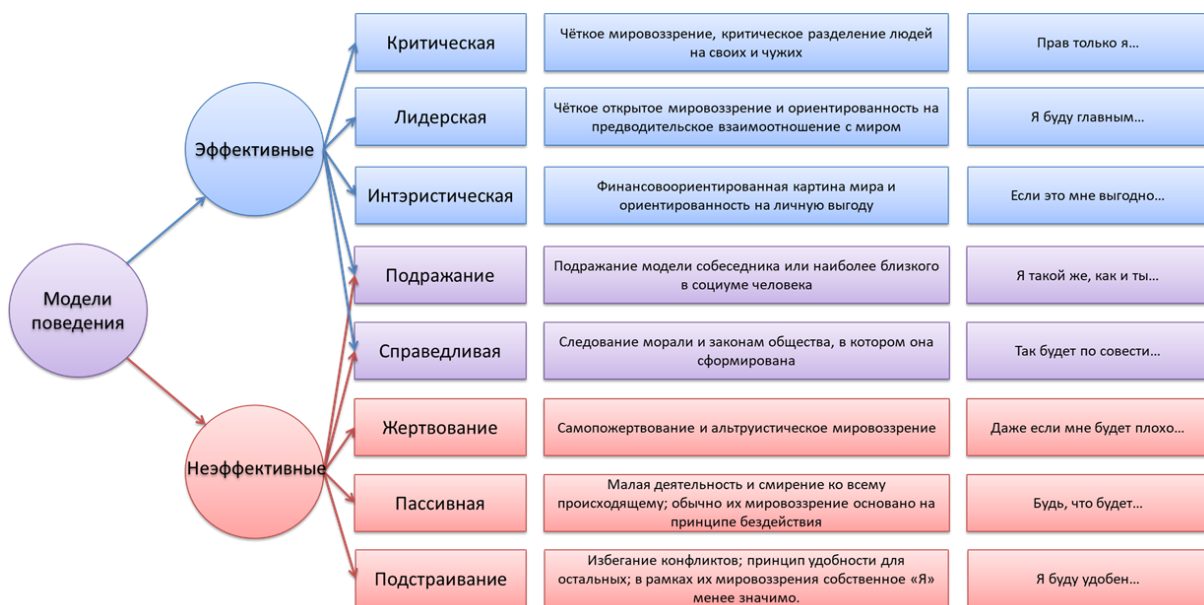 Модели
поведения
Эффективные
Неэффективные
Критическая
Чёткое мировоззрение, критическое разделение людей
на своих и чужих
Прав только я…
Лидерская
Чёткое открытое мировоззрение и ориентированность на
предводительское взаимоотношение с миром
Я буду главным…
Интэристическая
Финансовоориентированная картина мира и
ориентированность на личную выгоду
Если это мне выгодно…
Подражание
Подражание модели собеседника или наиболее близкого
в социуме человека
Я такой же, как и ты…
Справедливая
Следование морали и законам общества, в котором она
сформирована
Так будет по совести…
Жертвование
Самопожертвование и альтруистическое мировоззрение
Даже если мне будет плохо…
Пассивная
Малая деятельность и смирение ко всему
происходящему; обычно их мировоззрение основано на
принципе бездействия
Будь, что будет…
Подстраивание
Избегание конфликтов; принцип удобности для
остальных; в рамках их мировоззрения собственное «Я»
менее значимо.
Я буду удобен…